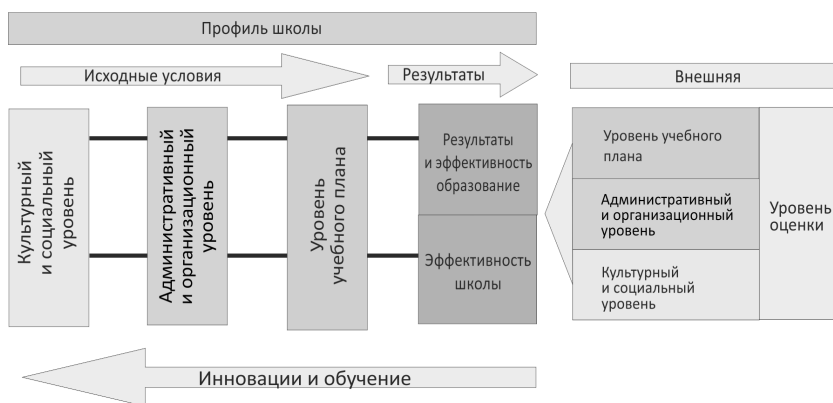 Профиль школы
Исходные условия
Результаты
Внешняя
Культурный
и социальный
уровень
Административный
и организационный
уровень
Уровень
учебного плана
Результаты
и эффективность
образование
Эффективность
школы
Уровень учебного
плана
Административный
и организационный
уровень
Культурный
и социальный
уровень
Уровень
оценки
Инновации и обучение